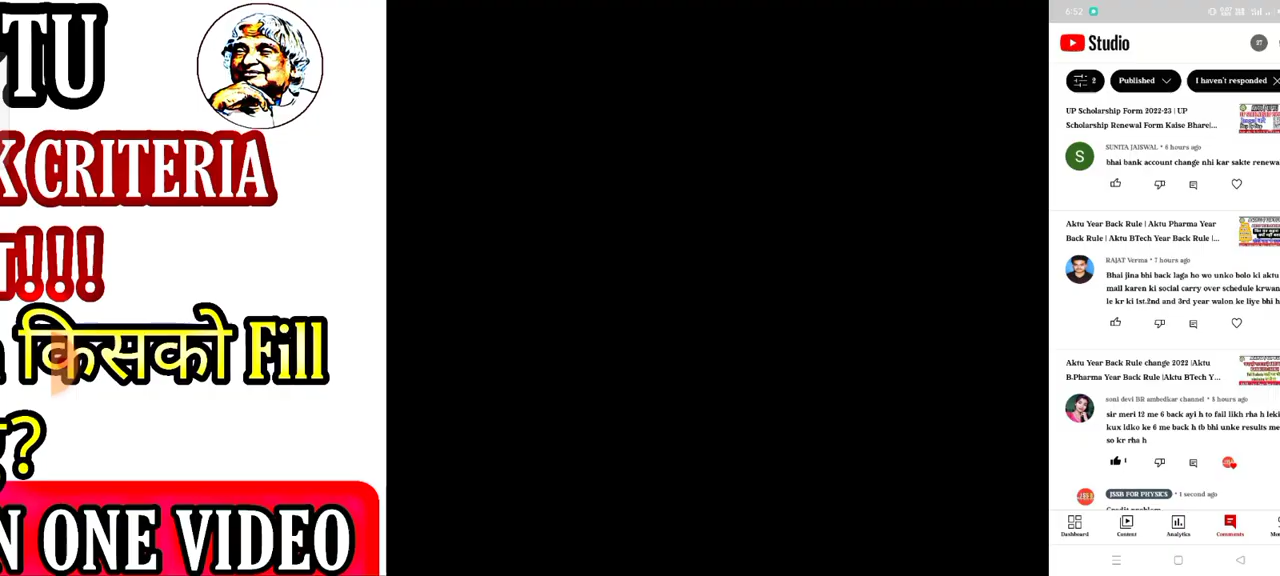 TU
K CRITERIA
!!!
किसको Fill
?
N ONE VIDEO
6:52
Studio
27
2
Published
I haven't responded
UP Scholarship Form 2022-23 | UP
Scholarship Renewal Form Kaise Bhare|...
SUNITA JAISWAL • 6 hours ago
S
bhai bank account change nhi kar sakte renewa
Aktu Year Back Rule | Aktu Pharma Year
Back Rule | Aktu BTech Year Back Rule |...
RAJAT Verma • 7 hours ago
Bhai jina bhi back laga ho wo unko bolo ki aktu
mail karen ki social carry over schedule krwan
le kr ki 1st.2nd and 3rd year walon ke liye bhi h
Aktu Year Back Rule change 2022 |Aktu
B.Pharma Year Back Rule |Aktu BTech Y...
soni devi BR ambedkar channel • 8 hours ago
sir meri 12 me 6 back ayi h to fail likh rha h leki
kux ldko ke 6 me back h tb bhi unke results me
so kr rha h
1
JSSB FOR PHYSICS • 1 second ago
Credit problem
Dashboard Content Analytics Comments Mo